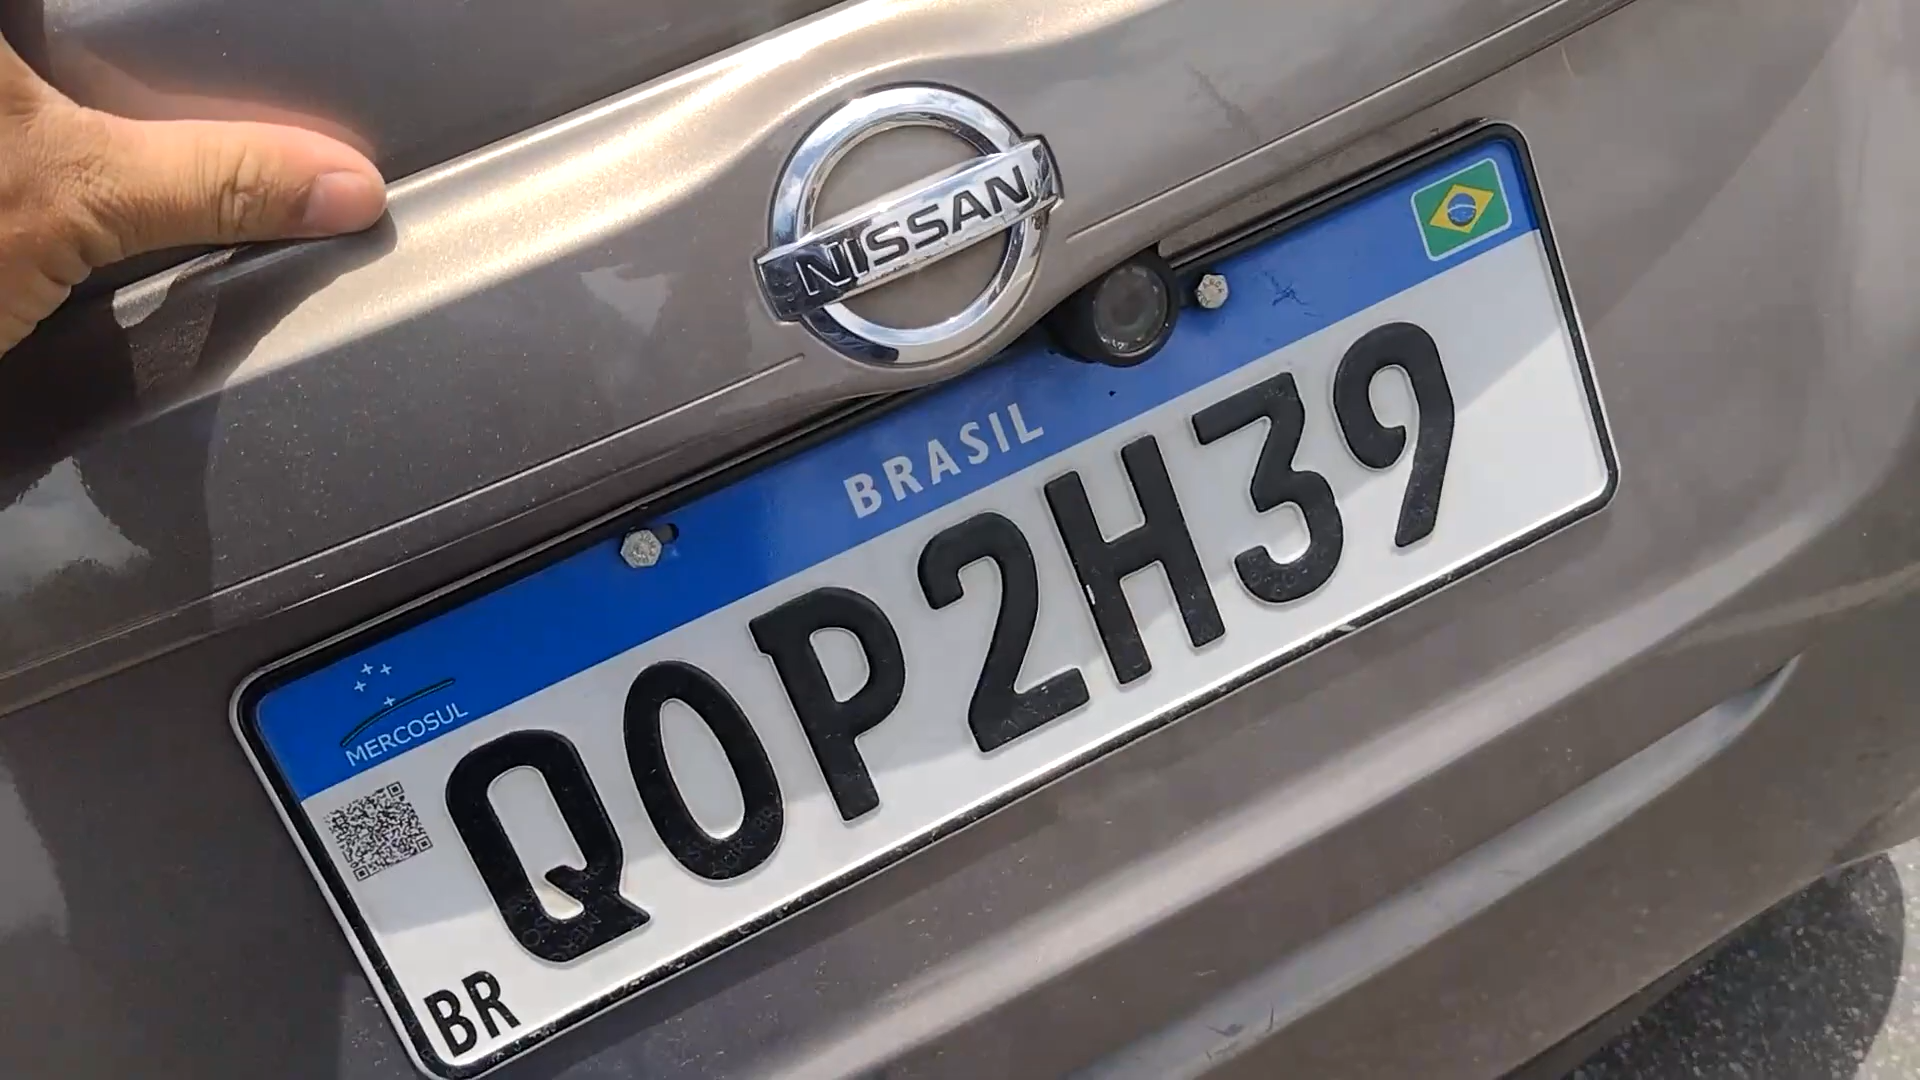 NISSAN
BRASIL
MERCOSUL
QOP2H39
BR